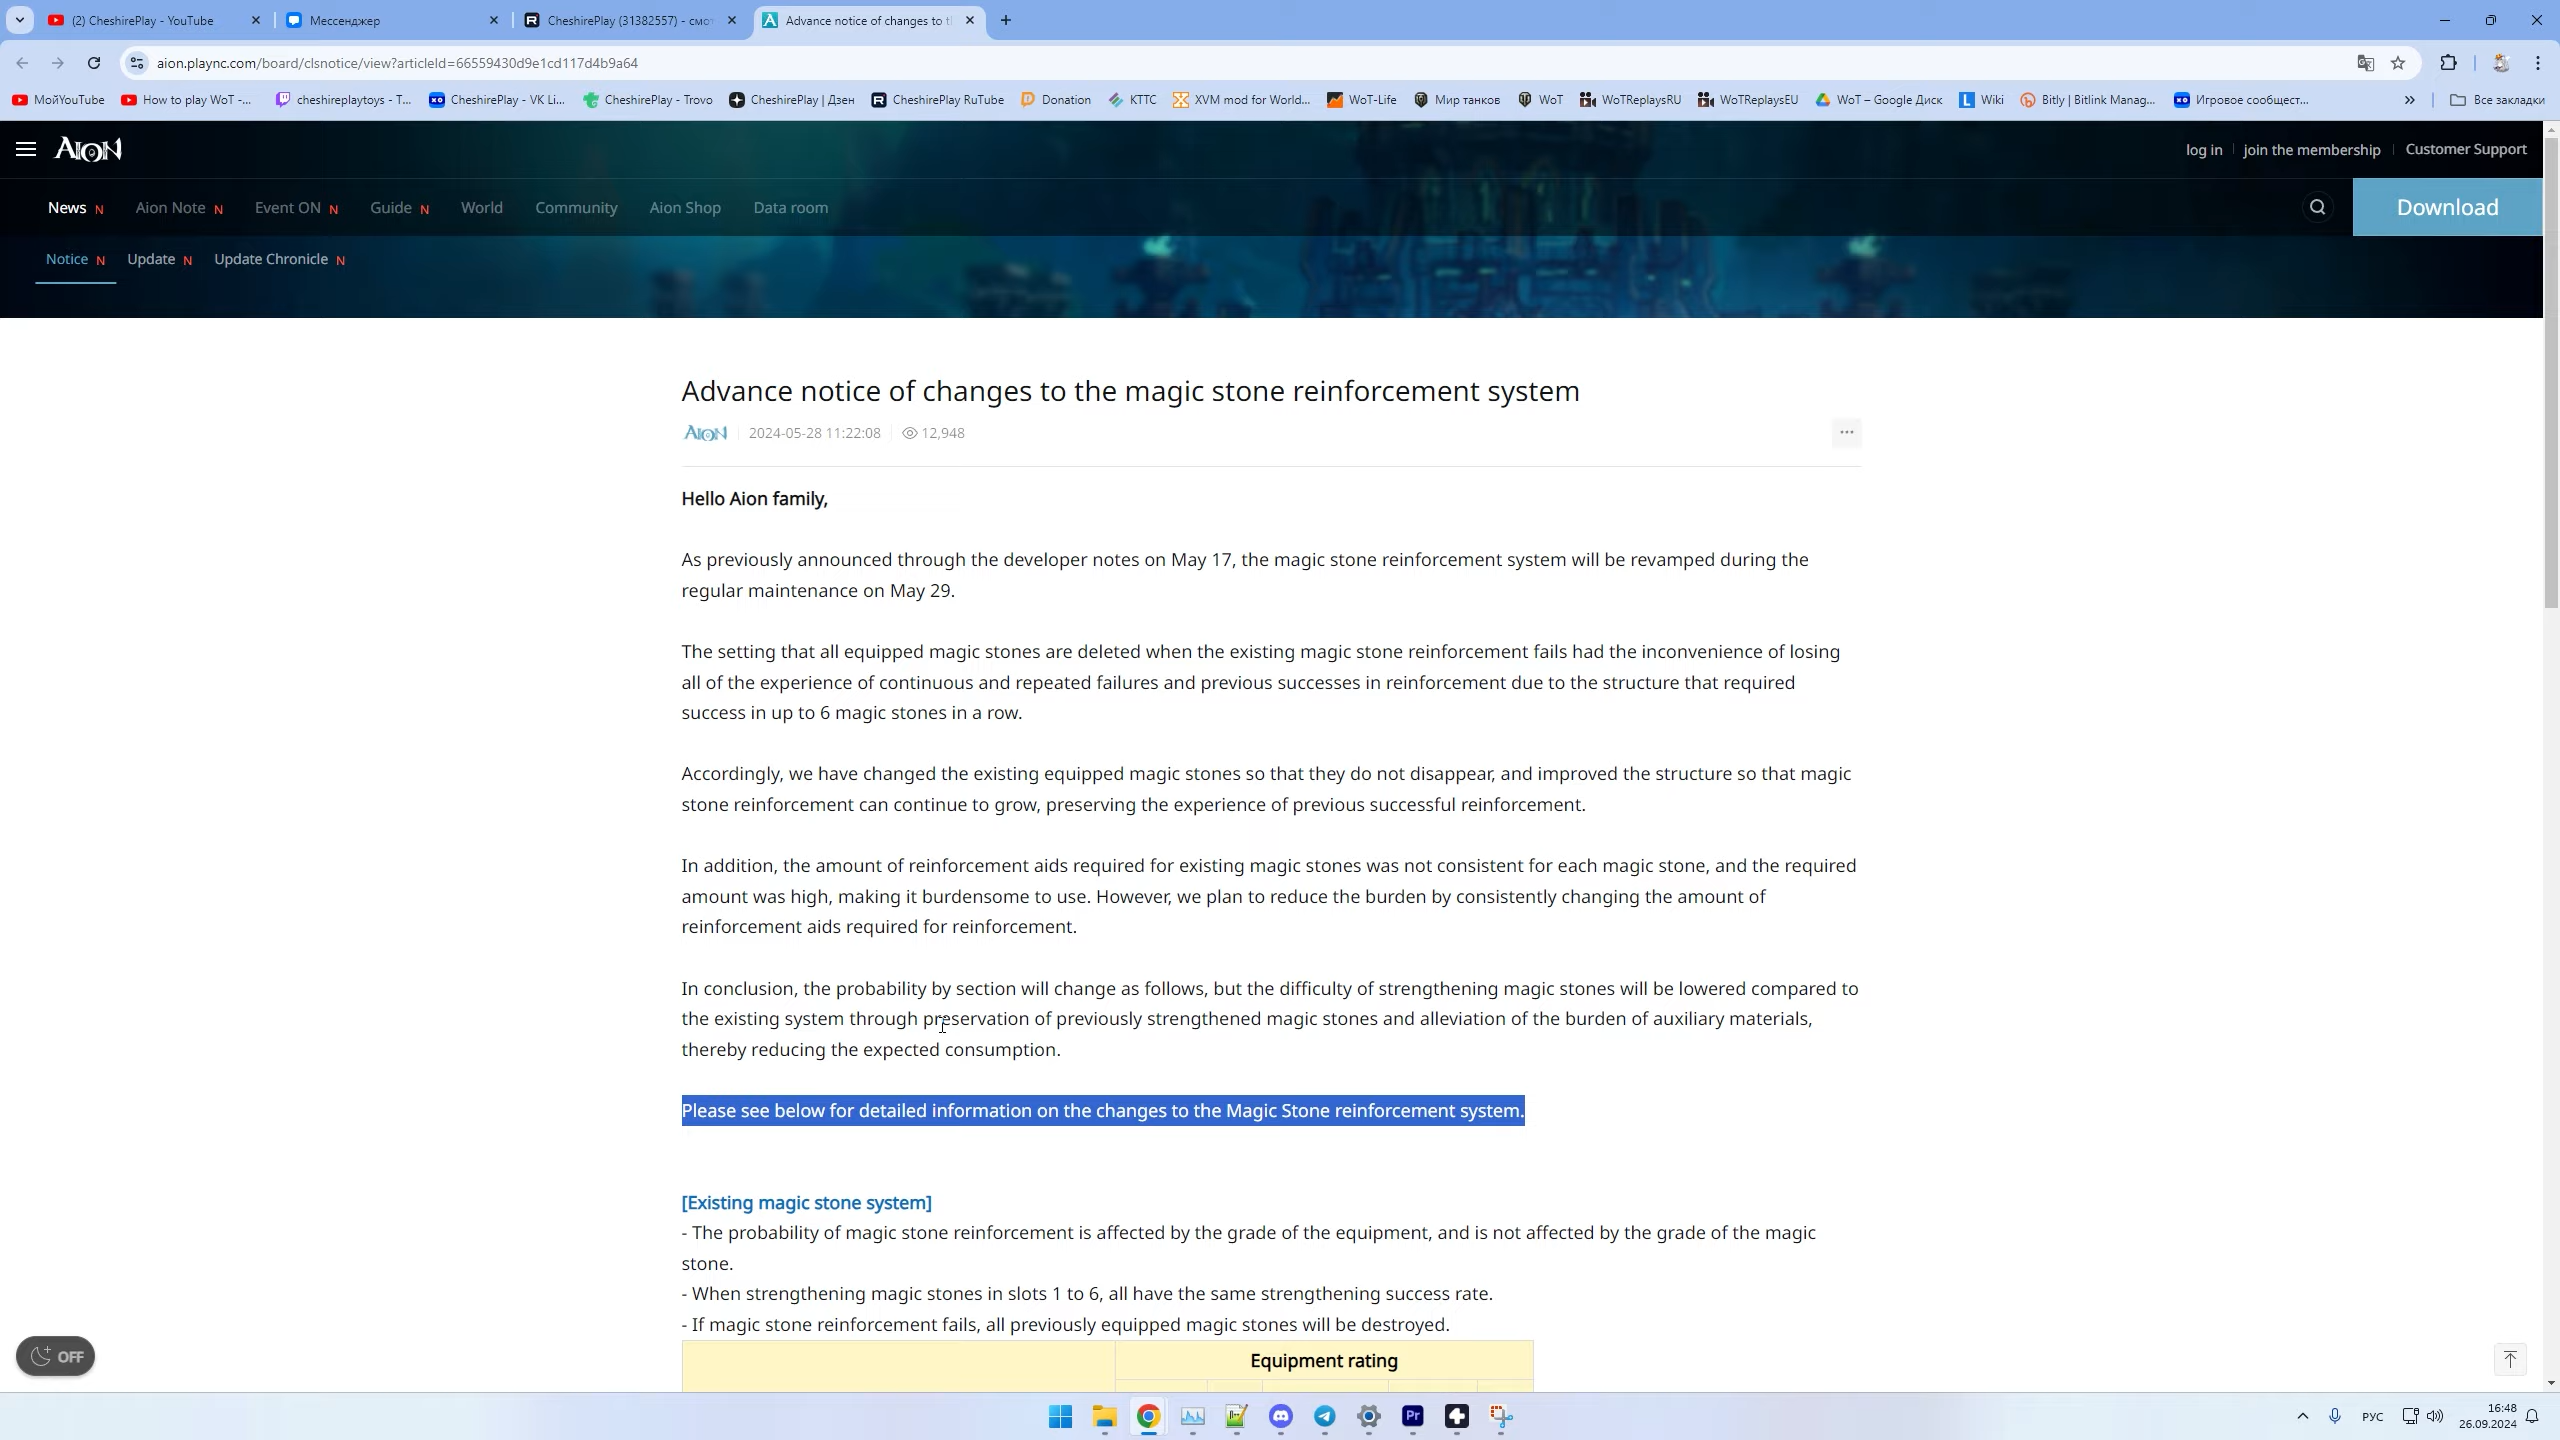 (2) CheshirePlay - YouTube
Мессенджер
CheshirePlay (31382557) - смо
Advance notice of changes to t
aion.plaync.com/board/clsnotice/view?articleId=66559430d9e1cd117d4b9a64
МойYouTube
How to play WoT -...
cheshireplaytoys - T...
CheshirePlay - VK Li...
CheshirePlay - Trovo
CheshirePlay | Дзен
CheshirePlay RuTube
Donation
КТТС
XVM mod for World...
WoT-Life
Мир танков
WoT
WoTReplaysRU
WoTReplaysEU
WoT – Google Диск
Wiki
Bitly | Bitlink Manag...
Игровое сообщест...
»
Все закладки
AION
log in
join the membership
Customer Support
News N
Aion Note N
Event ON N
Guide N
World
Community
Aion Shop
Data room
Download
Notice N
Update N
Update Chronicle N
Advance notice of changes to the magic stone reinforcement system
AION
2024-05-28 11:22:08
12,948
...
Hello Aion family,
As previously announced through the developer notes on May 17, the magic stone reinforcement system will be revamped during the
regular maintenance on May 29.
The setting that all equipped magic stones are deleted when the existing magic stone reinforcement fails had the inconvenience of losing
all of the experience of continuous and repeated failures and previous successes in reinforcement due to the structure that required
success in up to 6 magic stones in a row.
Accordingly, we have changed the existing equipped magic stones so that they do not disappear, and improved the structure so that magic
stone reinforcement can continue to grow, preserving the experience of previous successful reinforcement.
In addition, the amount of reinforcement aids required for existing magic stones was not consistent for each magic stone, and the required
amount was high, making it burdensome to use. However, we plan to reduce the burden by consistently changing the amount of
reinforcement aids required for reinforcement.
In conclusion, the probability by section will change as follows, but the difficulty of strengthening magic stones will be lowered compared to
the existing system through preservation of previously strengthened magic stones and alleviation of the burden of auxiliary materials,
thereby reducing the expected consumption.
Please see below for detailed information on the changes to the Magic Stone reinforcement system.
[Existing magic stone system]
- The probability of magic stone reinforcement is affected by the grade of the equipment, and is not affected by the grade of the magic
stone.
- When strengthening magic stones in slots 1 to 6, all have the same strengthening success rate.
- If magic stone reinforcement fails, all previously equipped magic stones will be destroyed.
Equipment rating
OFF
Pr
РУС
16:48
26.09.2024